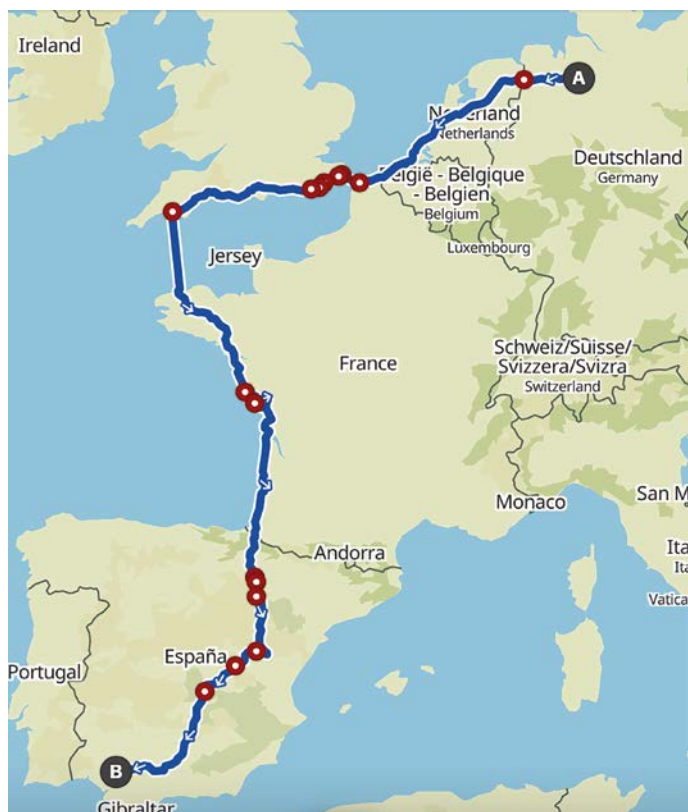 Ireland
A
Nederland
Netherlands
België - Belgique
- Belgien
Belgium
Deutschland
Germany
Luxembourg
Jersey
France
Schweiz/Suisse/
Svizzera/Svizra
Switzerland
Monaco
San M
Andorra
Ita
Ita
Vatica
España
Portugal
B
Gibraltar